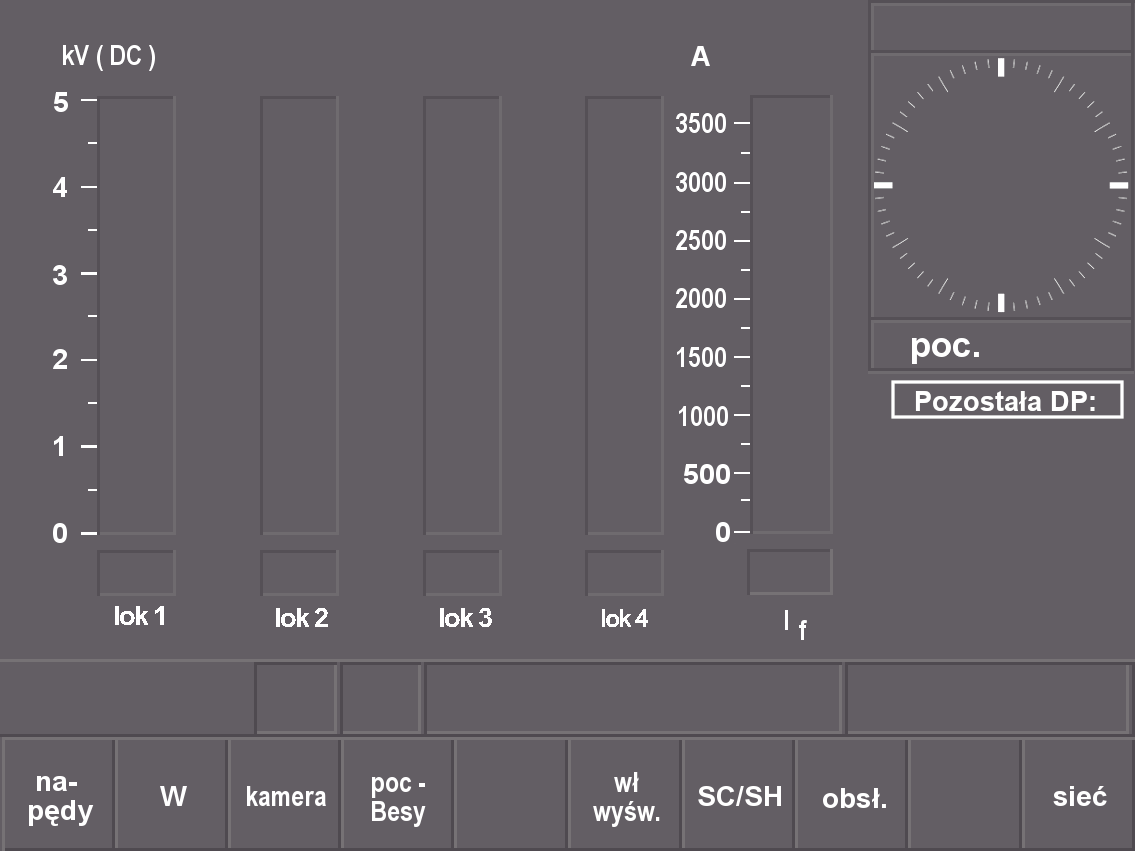 kV ( DC )
A
5
4
3
2
1
0
3500
3000
2500
2000
1500
1000
500
0
lok 1
lok 2
lok 3
lok 4
I f
poc.
Pozostała DP:
na-
pędy
W
kamera
poc -
Besy
wł
wyśw.
SC/SH
obsł.
sieć